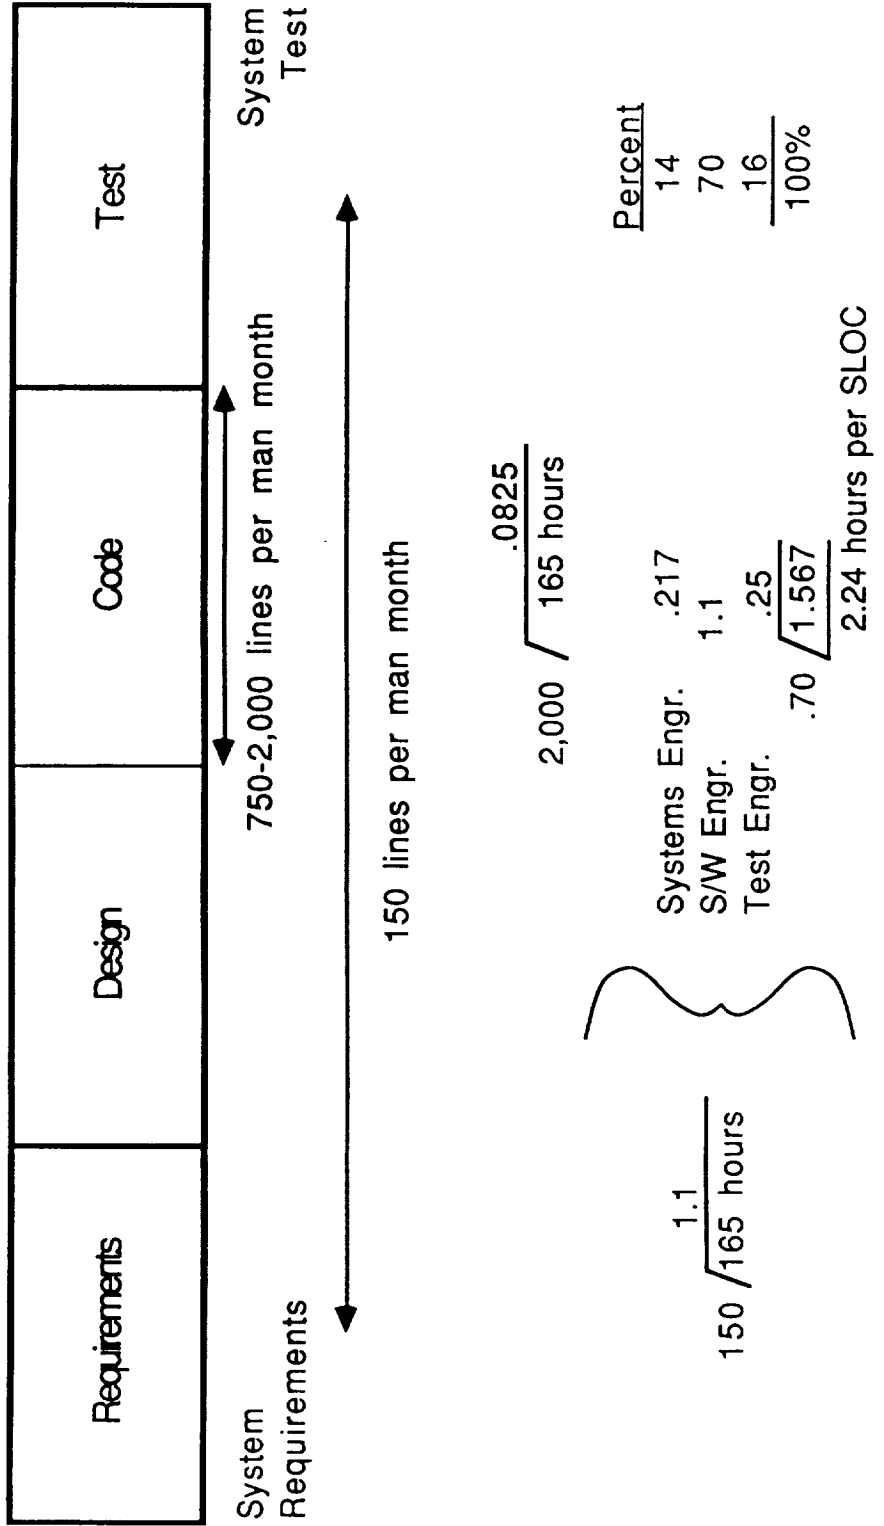 Requirements
Design
Code
Test
System
Requirements
System
Test
750-2,000 lines per man month
150 lines per man month
.0825
2,000 / 165 hours
1.1
150 /165 hours
Percent
Systems Engr. .217 14
S/W Engr. 1.1 70
Test Engr. .25 16
.70 /1.567 100%
2.24 hours per SLOC